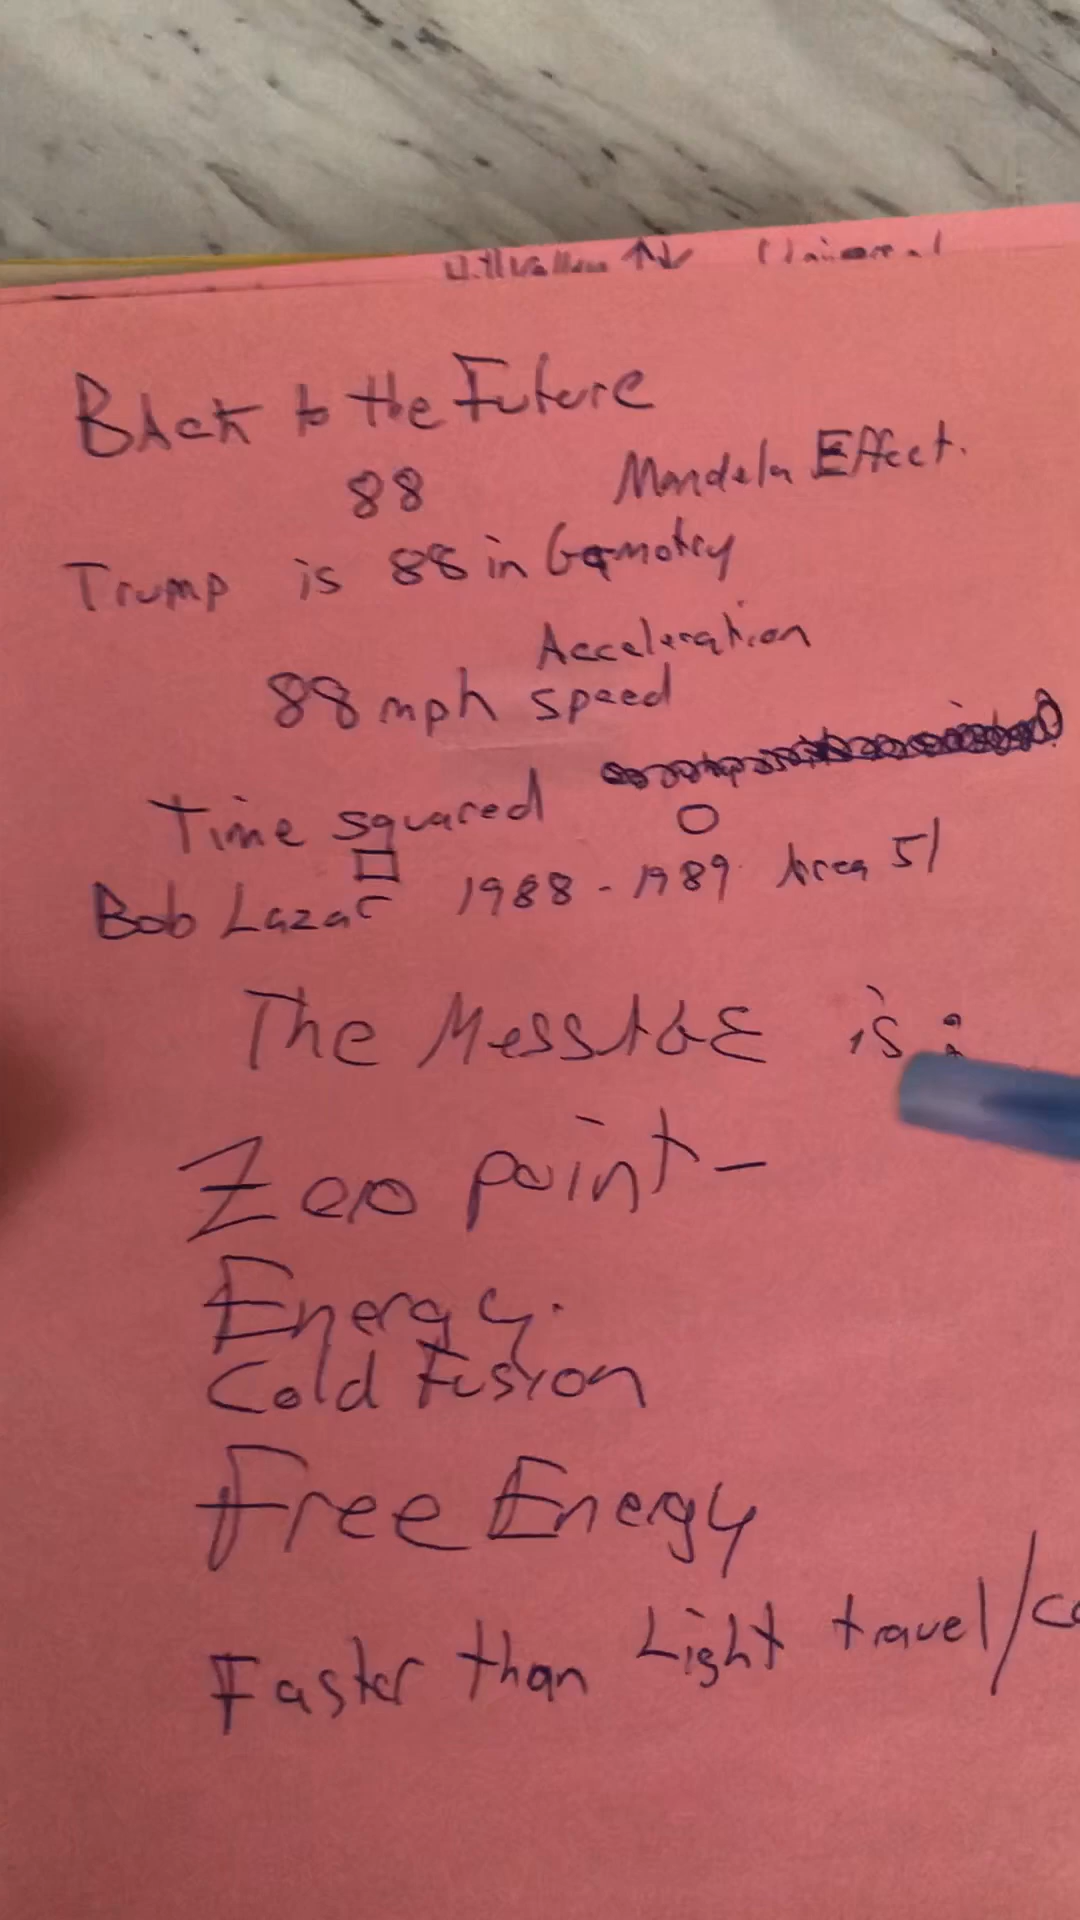 Back to the Future
88 Mandela Effect.
Trump is 88 in Gematry
Acceleration
88 mph speed
Time squared
Bob Lazar 1988 - 1989 Area 51
The MessAGE is :
Zero point -
Energy.
Cold Fusion
Free Energy
Faster than Light travel/